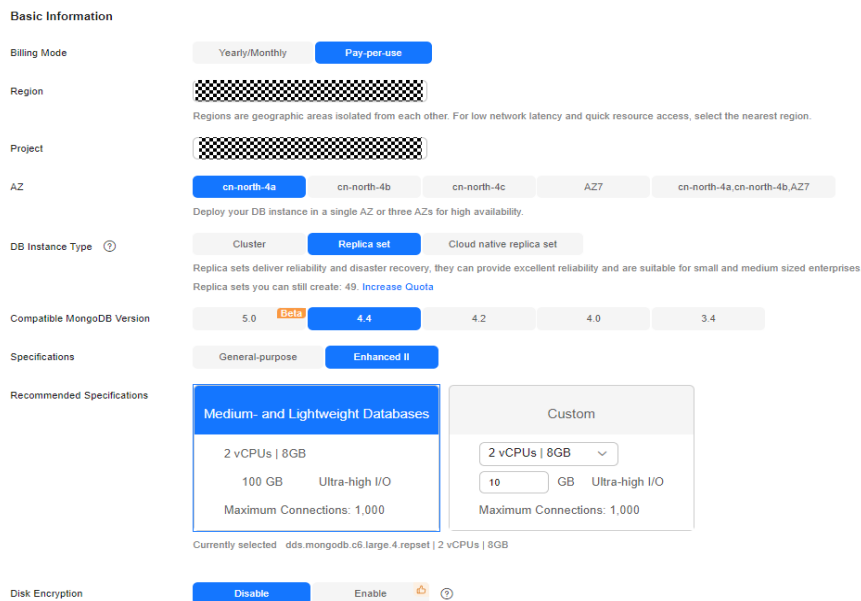 Basic Information
Billing Mode Yearly/Monthly Pay-per-use
Region
Regions are geographic areas isolated from each other. For low network latency and quick resource access, select the nearest region.
Project
AZ cn-north-4a cn-north-4b cn-north-4c AZ7 cn-north-4a,cn-north-4b,AZ7
Deploy your DB instance in a single AZ or three AZs for high availability.
DB Instance Type ? Cluster Replica set Cloud native replica set
Replica sets deliver reliability and disaster recovery, they can provide excellent reliability and are suitable for small and medium sized enterprises
Replica sets you can still create: 49. Increase Quota
Compatible MongoDB Version 5.0 Beta 4.4 4.2 4.0 3.4
Specifications General-purpose Enhanced II
Recommended Specifications
Medium- and Lightweight Databases Custom
2 vCPUs | 8GB 2 vCPUs | 8GB
100 GB Ultra-high I/O 10 GB Ultra-high I/O
Maximum Connections: 1,000 Maximum Connections: 1,000
Currently selected dds.mongodb.c6.large.4.repset | 2 vCPUs | 8GB
Disk Encryption Disable Enable ?